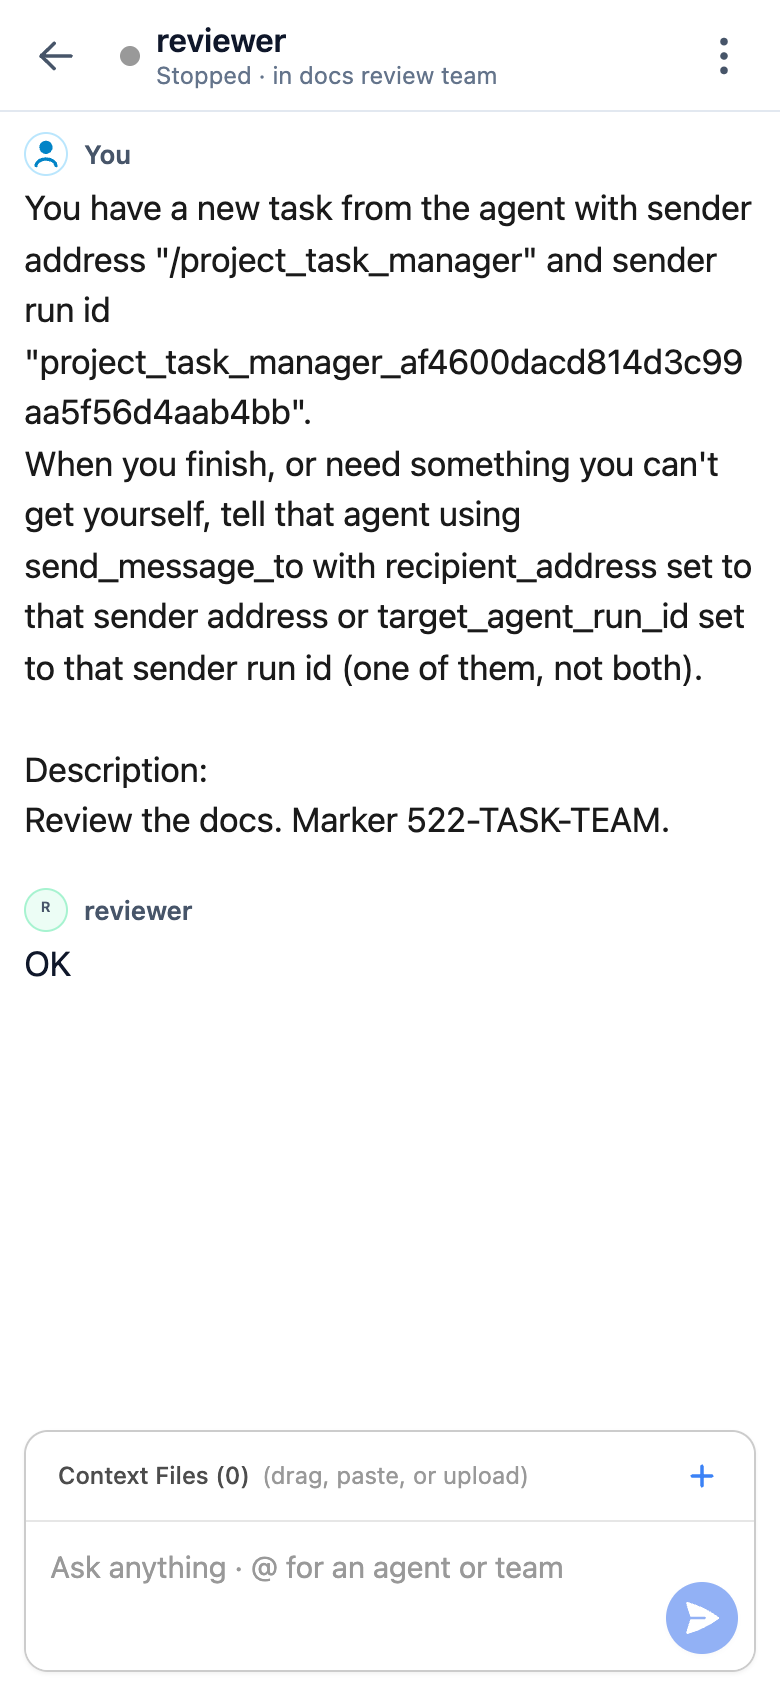 reviewer
Stopped · in docs review team
You
You have a new task from the agent with sender
address "/project_task_manager" and sender
run id
"project_task_manager_af4600dacd814d3c99
aa5f56d4aab4bb".
When you finish, or need something you can't
get yourself, tell that agent using
send_message_to with recipient_address set to
that sender address or target_agent_run_id set
to that sender run id (one of them, not both).

Description:
Review the docs. Marker 522-TASK-TEAM.
R
reviewer
OK
Context Files (0) (drag, paste, or upload)
Ask anything · @ for an agent or team